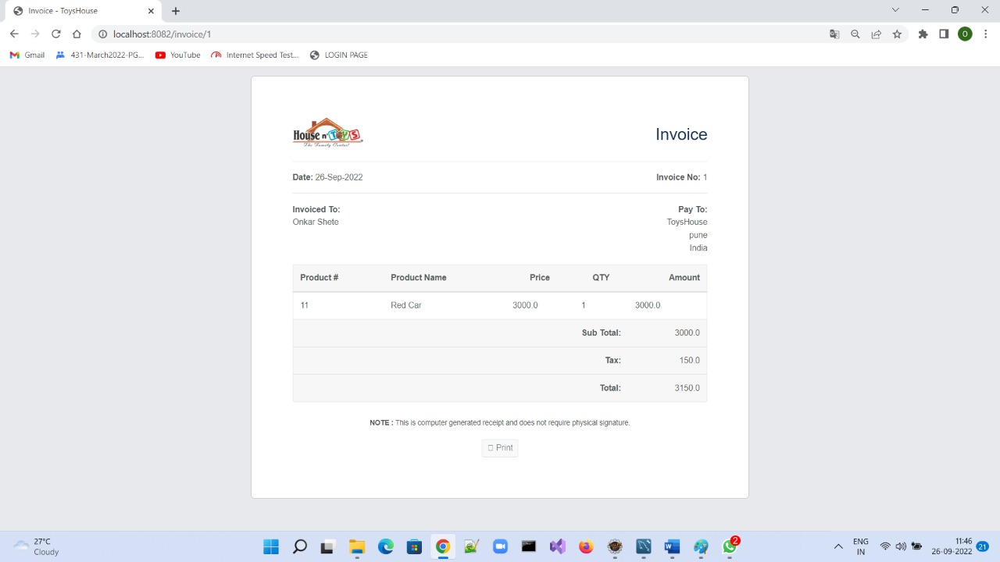 Invoice - ToysHouse
localhost:8082/invoice/1
O
Gmail
431-March2022-PG...
YouTube
Internet Speed Test...
LOGIN PAGE
House n' TOYS
The Family Center!
Invoice
Date: 26-Sep-2022
Invoice No: 1
Invoiced To:
Onkar Shete
Pay To:
ToysHouse
pune
India
Product # Product Name Price QTY Amount
11 Red Car 3000.0 1 3000.0
Sub Total: 3000.0
Tax: 150.0
Total: 3150.0
NOTE : This is computer generated receipt and does not require physical signature.
Print
27°C
Cloudy
2
ENG
IN
11:46
26-09-2022
21